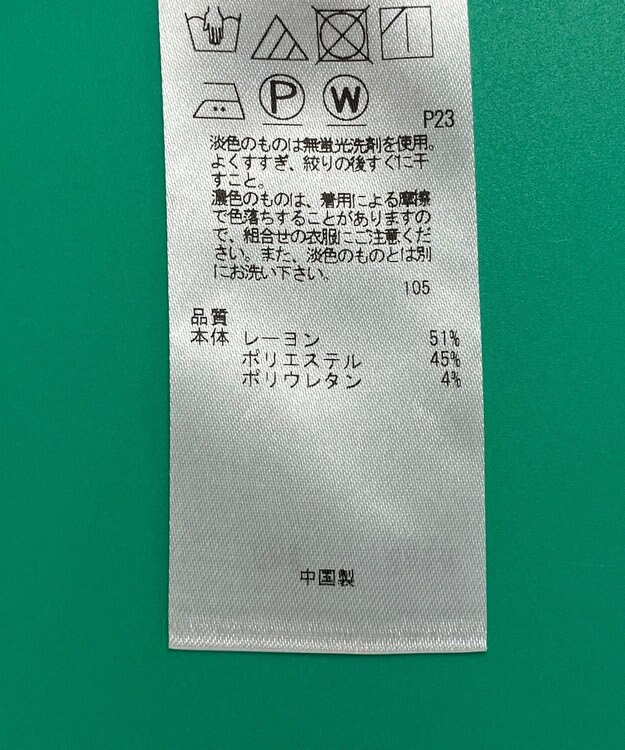 P W
P23
淡色のものは無蛍光洗剤を使用。
よくすすぎ、絞りの後すぐに干
すこと。
濃色のものは、着用による摩擦
で色落ちすることがありますの
で、組合せの衣服にご注意くだ
さい。また、淡色のものとは別
にお洗い下さい。
105
品質
本体 レーヨン 51%
ポリエステル 45%
ポリウレタン 4%
中国製